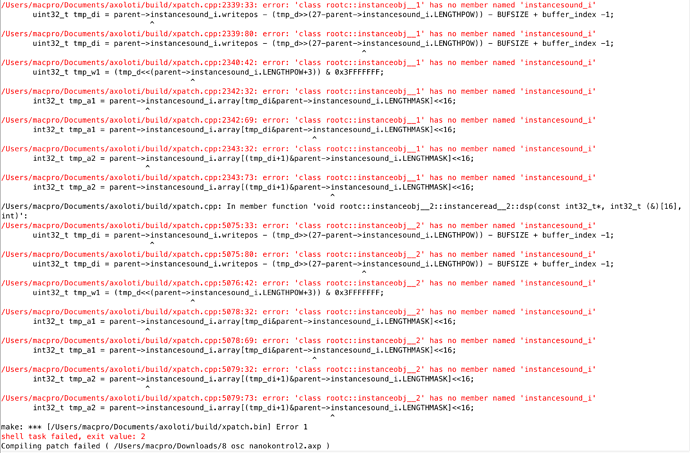 /Users/macpro/Documents/axoloti/build/xpatch.cpp:2339:33: error: 'class rootc::instanceobj__1' has no member named 'instancesound_i'
uint32_t tmp_di = parent->instancesound_i.writepos - (tmp_d>>(27-parent->instancesound_i.LENGTHPOW)) - BUFSIZE + buffer_index -1;
^
/Users/macpro/Documents/axoloti/build/xpatch.cpp:2339:80: error: 'class rootc::instanceobj__1' has no member named 'instancesound_i'
uint32_t tmp_di = parent->instancesound_i.writepos - (tmp_d>>(27-parent->instancesound_i.LENGTHPOW)) - BUFSIZE + buffer_index -1;
^
/Users/macpro/Documents/axoloti/build/xpatch.cpp:2340:42: error: 'class rootc::instanceobj__1' has no member named 'instancesound_i'
uint32_t tmp_w1 = (tmp_d<<(parent->instancesound_i.LENGTHPOW+3)) & 0x3FFFFFFF;
^
/Users/macpro/Documents/axoloti/build/xpatch.cpp:2342:32: error: 'class rootc::instanceobj__1' has no member named 'instancesound_i'
int32_t tmp_a1 = parent->instancesound_i.array[tmp_di&parent->instancesound_i.LENGTHMASK]<<16;
^
/Users/macpro/Documents/axoloti/build/xpatch.cpp:2342:69: error: 'class rootc::instanceobj__1' has no member named 'instancesound_i'
int32_t tmp_a1 = parent->instancesound_i.array[tmp_di&parent->instancesound_i.LENGTHMASK]<<16;
^
/Users/macpro/Documents/axoloti/build/xpatch.cpp:2343:32: error: 'class rootc::instanceobj__1' has no member named 'instancesound_i'
int32_t tmp_a2 = parent->instancesound_i.array[(tmp_di+1)&parent->instancesound_i.LENGTHMASK]<<16;
^
/Users/macpro/Documents/axoloti/build/xpatch.cpp:2343:73: error: 'class rootc::instanceobj__1' has no member named 'instancesound_i'
int32_t tmp_a2 = parent->instancesound_i.array[(tmp_di+1)&parent->instancesound_i.LENGTHMASK]<<16;
^
/Users/macpro/Documents/axoloti/build/xpatch.cpp: In member function 'void rootc::instanceobj__2::instanceread__2::dsp(const int32_t*, int32_t (&)[16],
int)':
/Users/macpro/Documents/axoloti/build/xpatch.cpp:5075:33: error: 'class rootc::instanceobj__2' has no member named 'instancesound_i'
uint32_t tmp_di = parent->instancesound_i.writepos - (tmp_d>>(27-parent->instancesound_i.LENGTHPOW)) - BUFSIZE + buffer_index -1;
^
/Users/macpro/Documents/axoloti/build/xpatch.cpp:5075:80: error: 'class rootc::instanceobj__2' has no member named 'instancesound_i'
uint32_t tmp_di = parent->instancesound_i.writepos - (tmp_d>>(27-parent->instancesound_i.LENGTHPOW)) - BUFSIZE + buffer_index -1;
^
/Users/macpro/Documents/axoloti/build/xpatch.cpp:5076:42: error: 'class rootc::instanceobj__2' has no member named 'instancesound_i'
uint32_t tmp_w1 = (tmp_d<<(parent->instancesound_i.LENGTHPOW+3)) & 0x3FFFFFFF;
^
/Users/macpro/Documents/axoloti/build/xpatch.cpp:5078:32: error: 'class rootc::instanceobj__2' has no member named 'instancesound_i'
int32_t tmp_a1 = parent->instancesound_i.array[tmp_di&parent->instancesound_i.LENGTHMASK]<<16;
^
/Users/macpro/Documents/axoloti/build/xpatch.cpp:5078:69: error: 'class rootc::instanceobj__2' has no member named 'instancesound_i'
int32_t tmp_a1 = parent->instancesound_i.array[tmp_di&parent->instancesound_i.LENGTHMASK]<<16;
^
/Users/macpro/Documents/axoloti/build/xpatch.cpp:5079:32: error: 'class rootc::instanceobj__2' has no member named 'instancesound_i'
int32_t tmp_a2 = parent->instancesound_i.array[(tmp_di+1)&parent->instancesound_i.LENGTHMASK]<<16;
^
/Users/macpro/Documents/axoloti/build/xpatch.cpp:5079:73: error: 'class rootc::instanceobj__2' has no member named 'instancesound_i'
int32_t tmp_a2 = parent->instancesound_i.array[(tmp_di+1)&parent->instancesound_i.LENGTHMASK]<<16;
^
make: *** [/Users/macpro/Documents/axoloti/build/xpatch.bin] Error 1
shell task failed, exit value: 2
Compiling patch failed ( /Users/macpro/Downloads/8 osc nanokontrol2.axp )